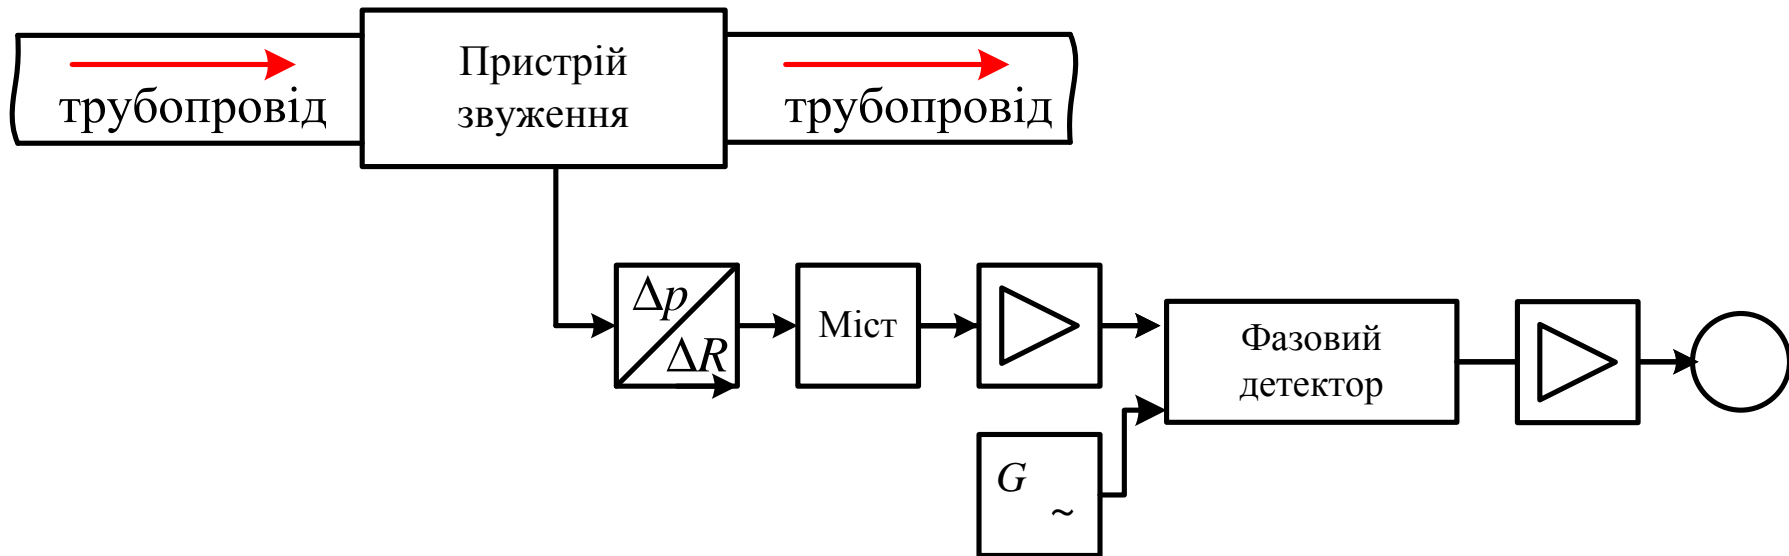 Пристрій
звуження
трубопровід
трубопровід
Δp
ΔR
Міст
Фазовий
детектор
G
~